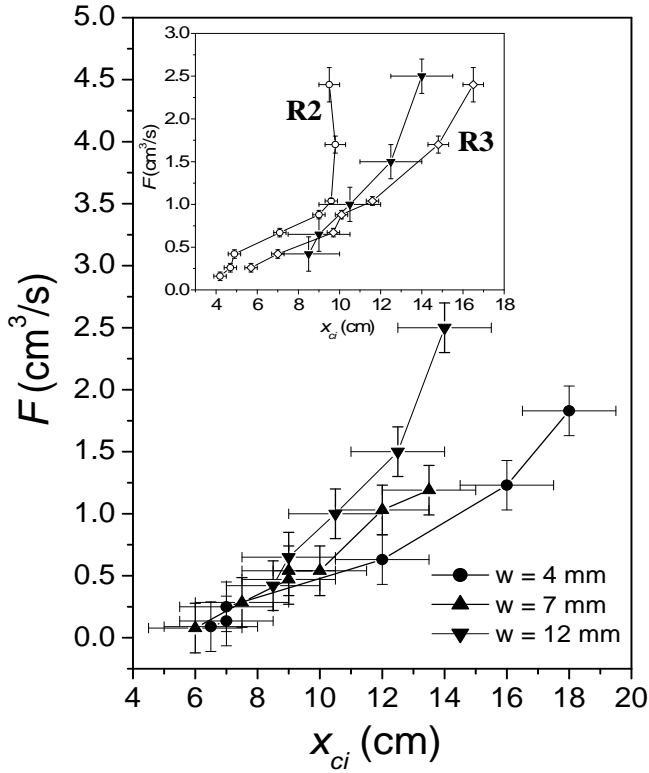 5.0
4.5
4.0
3.5
3.0
2.5
2.0
1.5
1.0
0.5
0.0
F (cm³/s)
4 6 8 10 12 14 16 18 20
x_ci (cm)
3.0
2.5
2.0
1.5
1.0
0.5
0.0
F (cm³/s)
4 6 8 10 12 14 16 18
x_ci (cm)
R2
R3
w = 4 mm
w = 7 mm
w = 12 mm